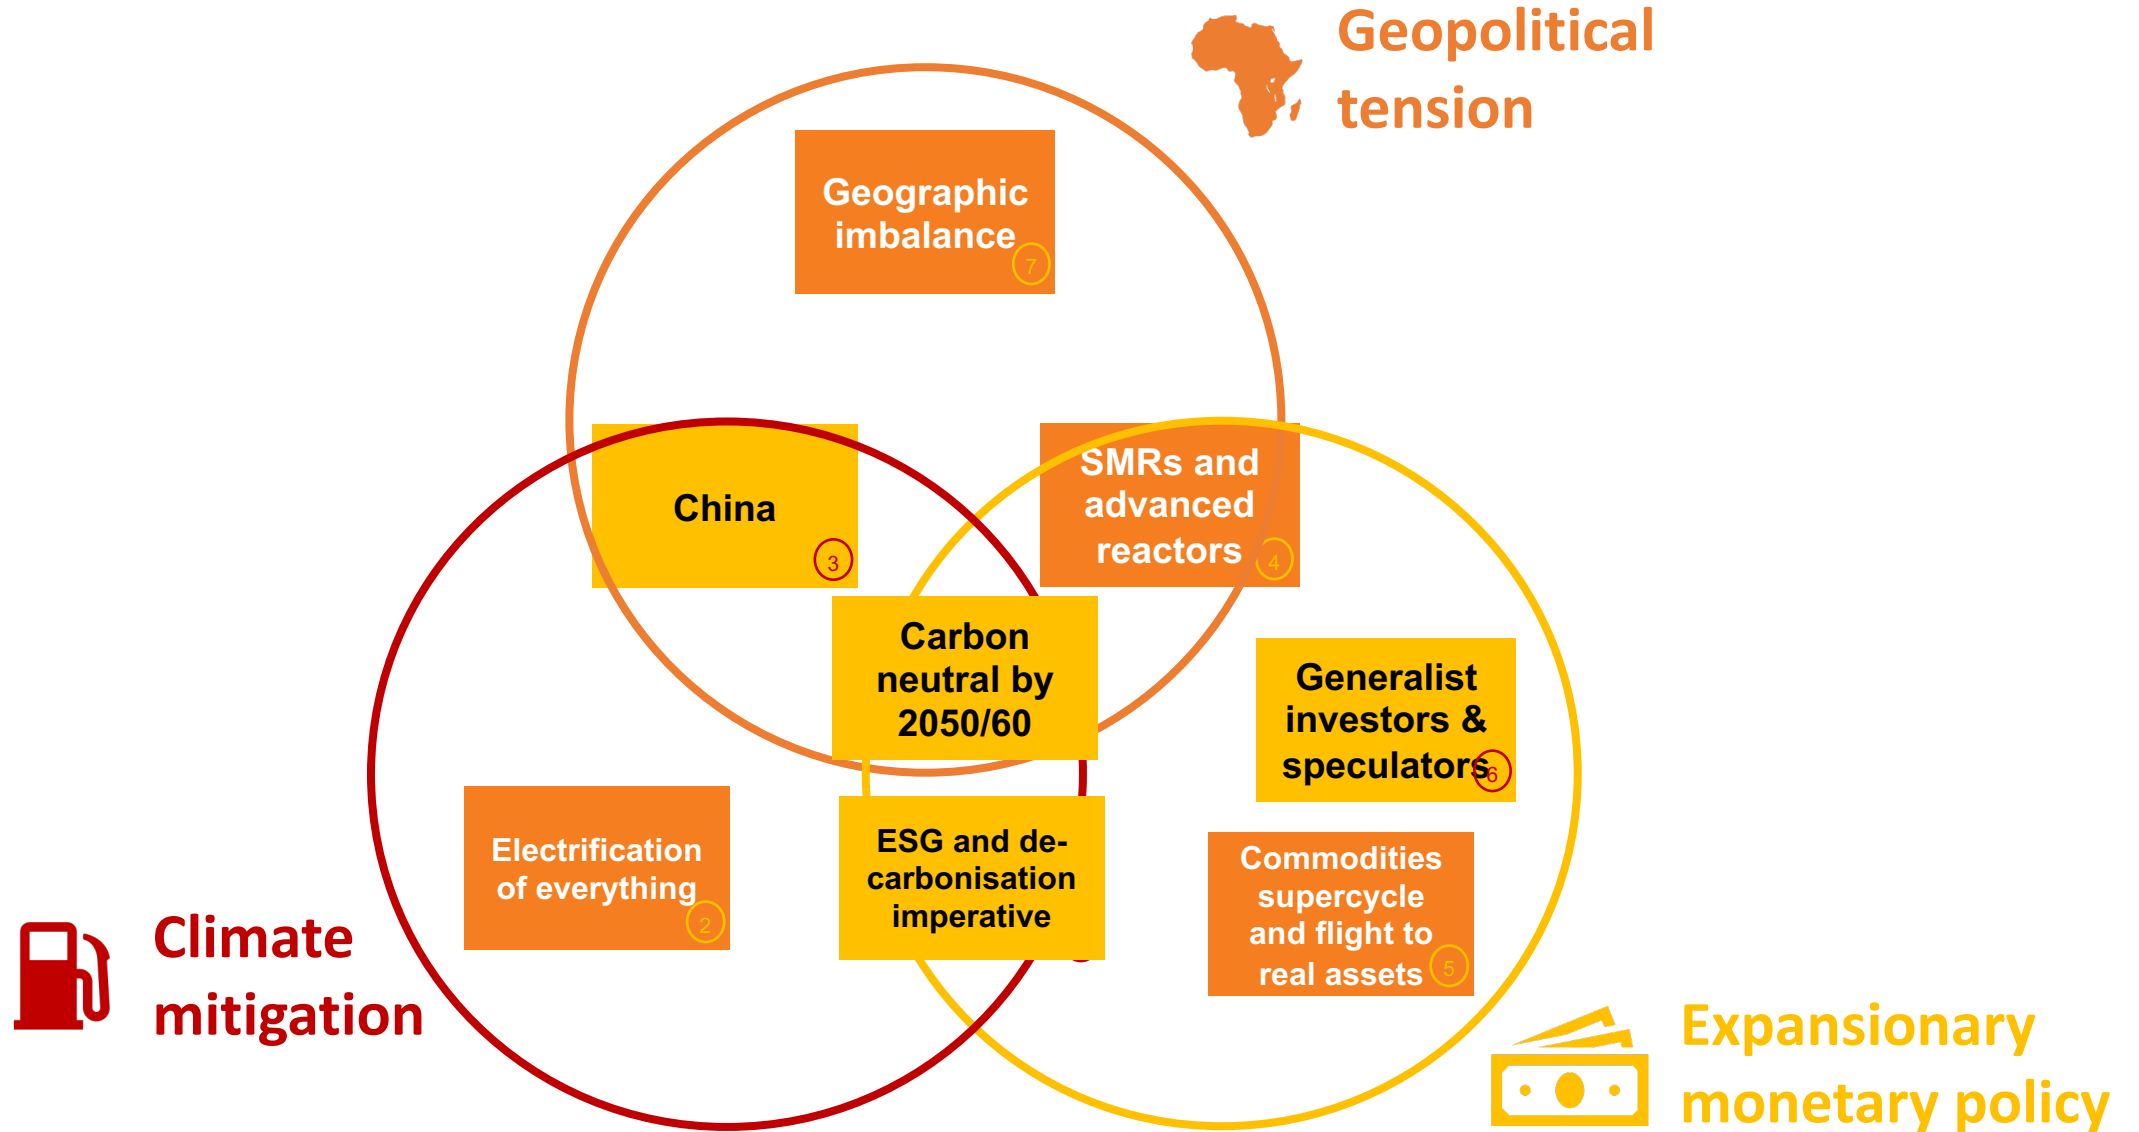 Geopolitical
tension
Geographic
imbalance
7
China
3
SMRs and
advanced
reactors
4
Carbon
neutral by
2050/60
Generalist
investors &
speculators
6
Electrification
of everything
2
ESG and de-
carbonisation
imperative
Commodities
supercycle
and flight to
real assets
5
Climate
mitigation
Expansionary
monetary policy